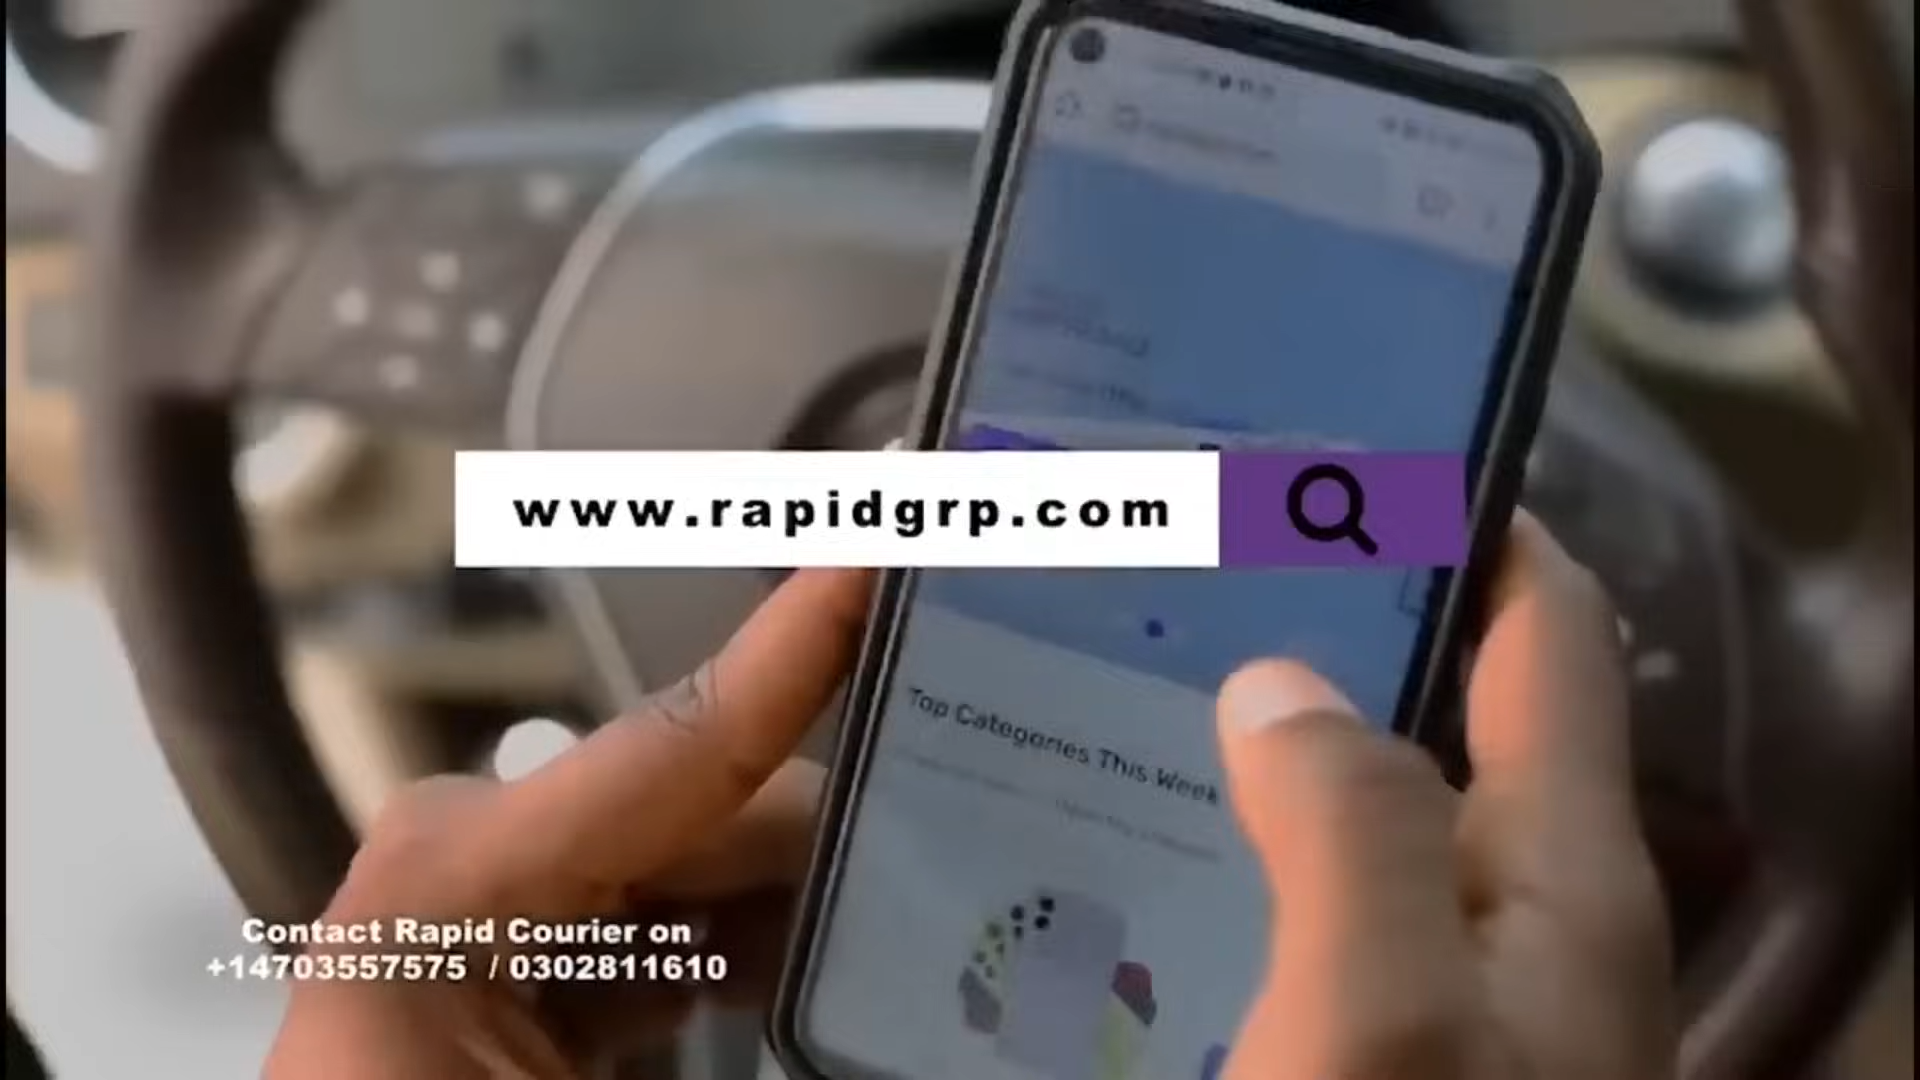 www.rapidgrp.com
Top Categories This Week
Contact Rapid Courier on
+14703557575 / 0302811610